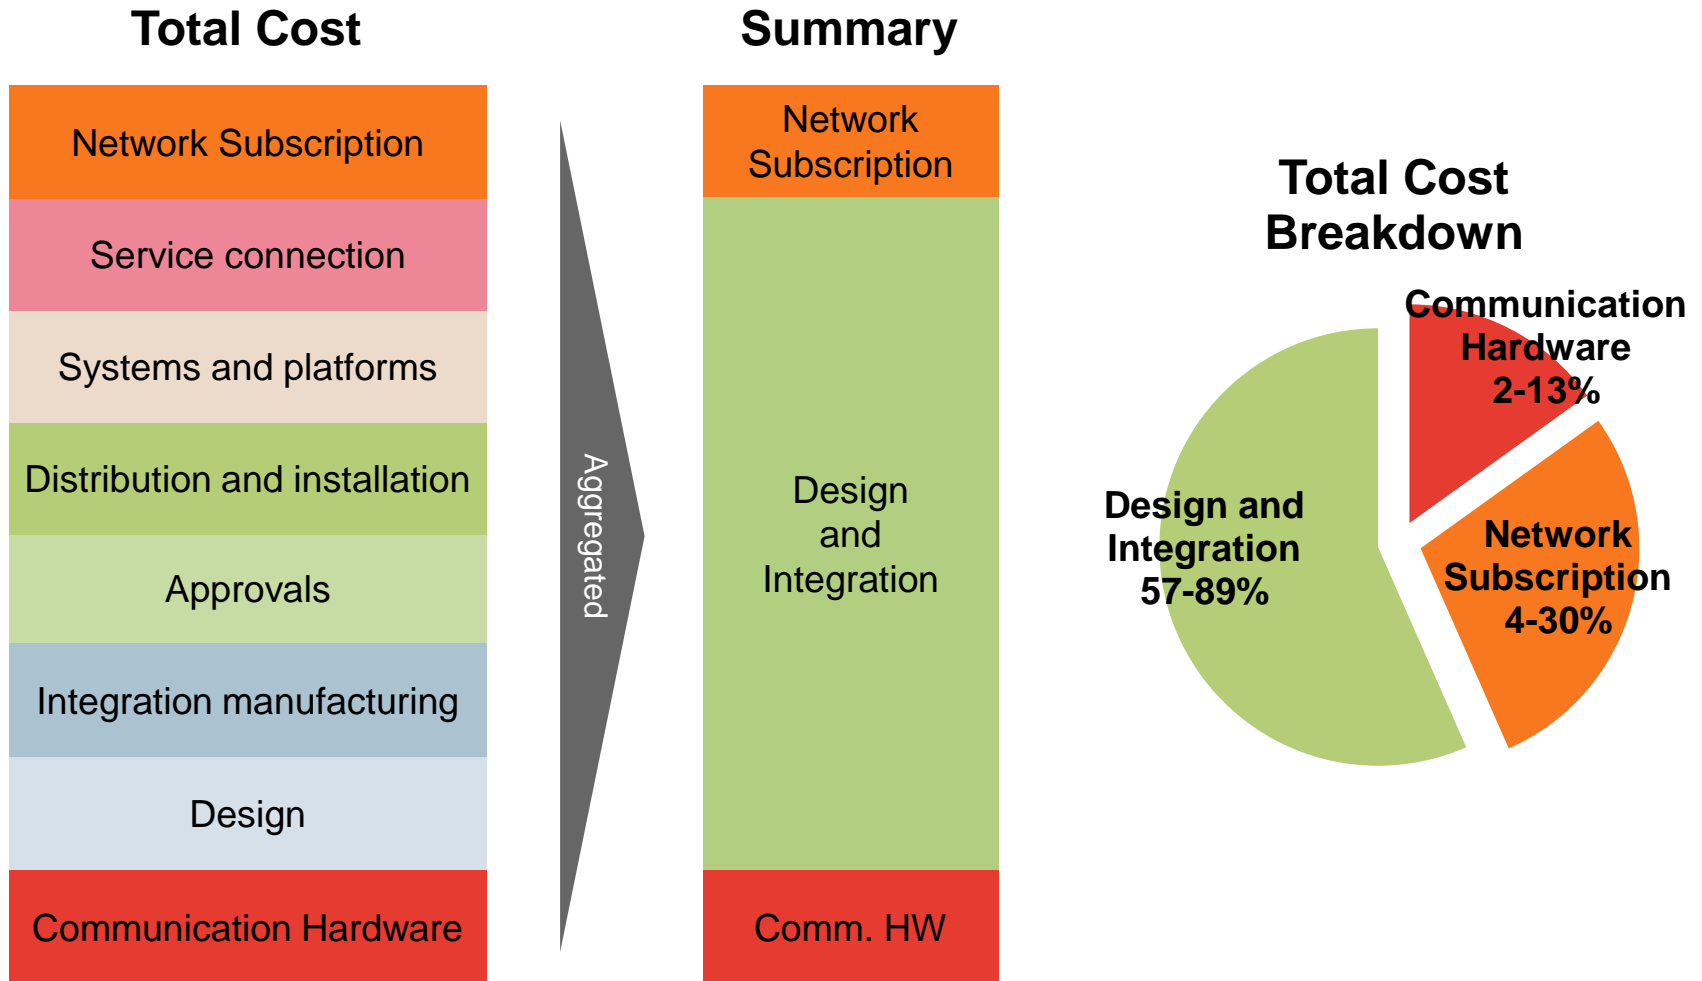 Total Cost
Network Subscription
Service connection
Systems and platforms
Distribution and installation
Approvals
Integration manufacturing
Design
Communication Hardware
Aggregated
Summary
Network
Subscription
Design
and
Integration
Comm. HW
Total Cost
Breakdown
Communication
Hardware
2-13%
Network
Subscription
4-30%
Design and
Integration
57-89%